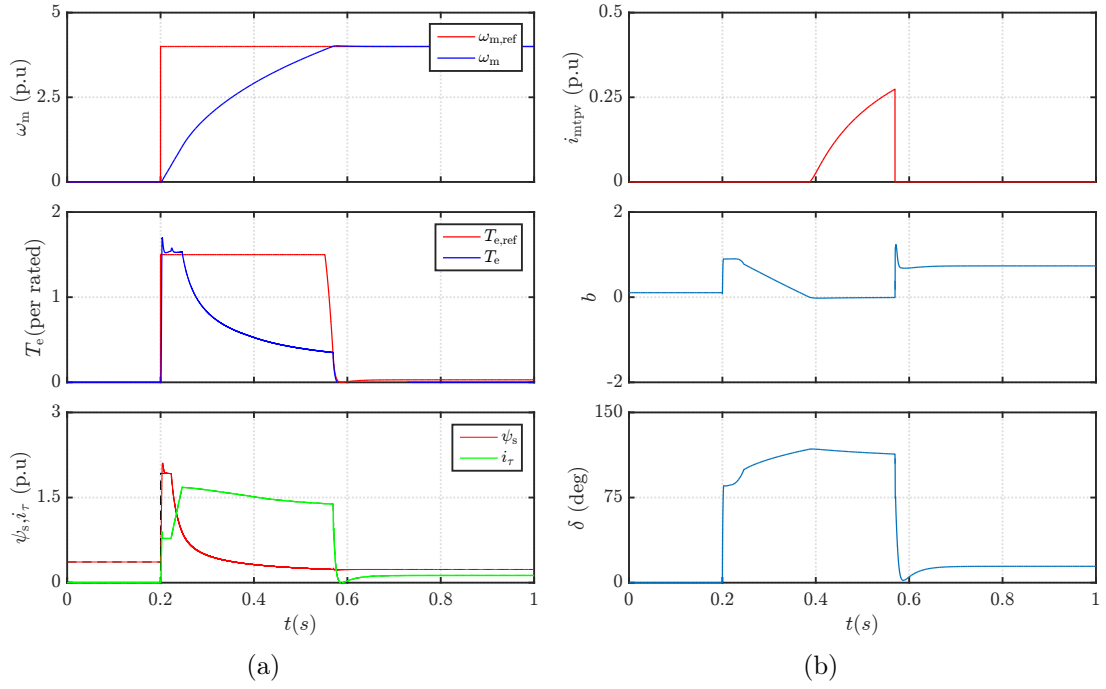 5
2.5
0
ω_m (p.u)
ω_m,ref
ω_m
2
1
0
T_e(per rated)
T_e,ref
T_e
3
1.5
0
ψ_s,i_τ (p.u)
ψ_s
i_τ
0 0.2 0.4 0.6 0.8 1
t(s)
(a)
0.5
0.25
0
i_mtpv (p.u)
2
0
-2
b
150
75
0
δ (deg)
0 0.2 0.4 0.6 0.8 1
t(s)
(b)